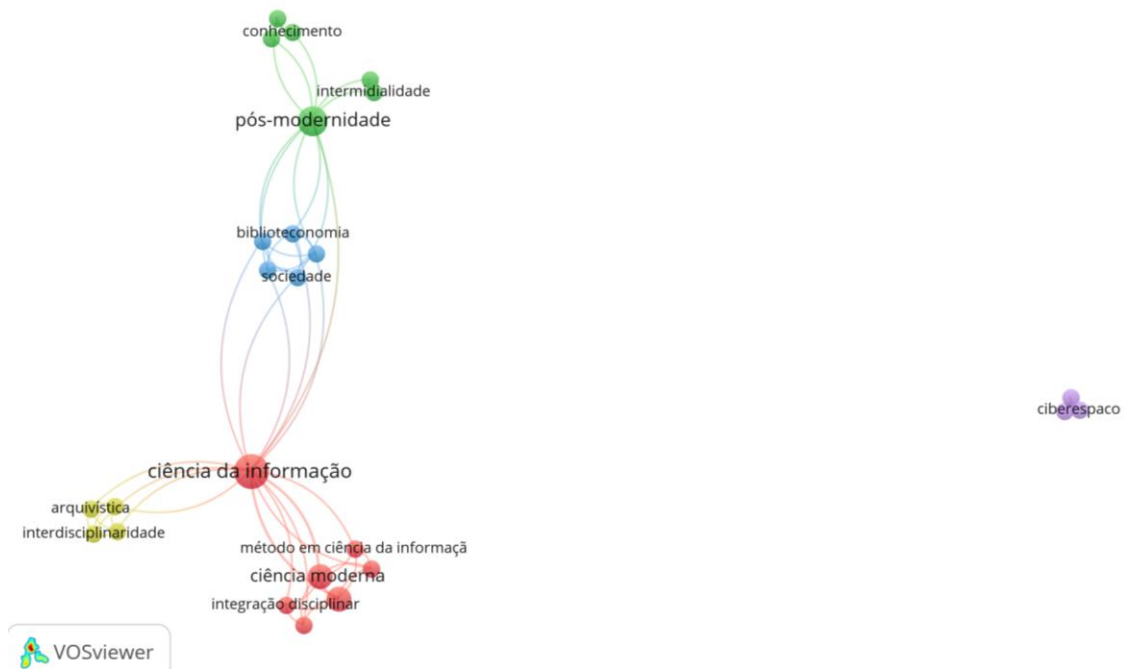 conhecimento
intermidialidade
pós-modernidade
biblioteconomia
sociedade
ciberespaco
ciência da informação
arquivística
interdisciplinaridade
método em ciência da informaçã
ciência moderna
integração disciplinar
VOSviewer